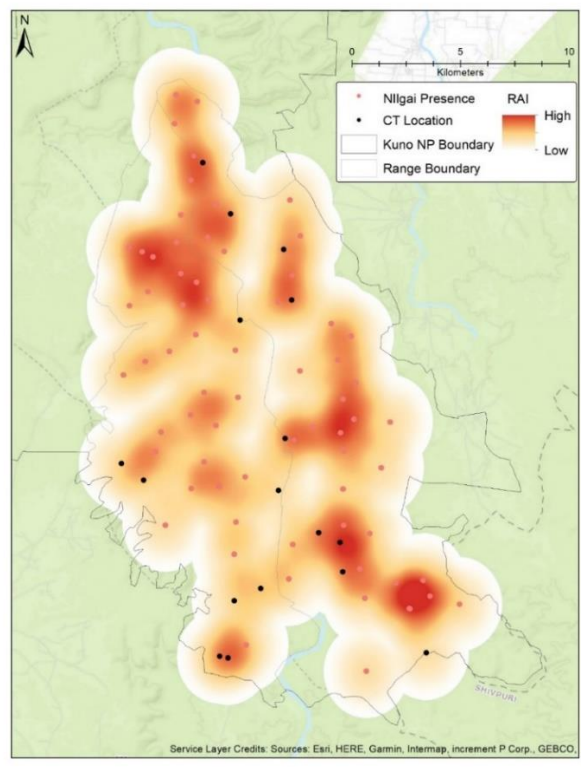 N
0 5 10
Kilometers
NIlgai Presence
RAI
CT Location
High
Kuno NP Boundary
Low
Range Boundary
SHIVPURI
Service Layer Credits: Sources: Esri, HERE, Garmin, Intermap, increment P Corp., GEBCO,